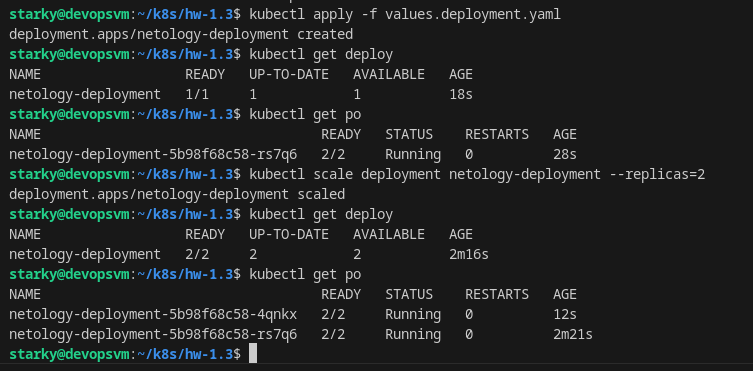 starky@devopsvm:~/k8s/hw-1.3$ kubectl apply -f values.deployment.yaml
deployment.apps/netology-deployment created
starky@devopsvm:~/k8s/hw-1.3$ kubectl get deploy
NAME                  READY   UP-TO-DATE   AVAILABLE   AGE
netology-deployment   1/1     1            1           18s
starky@devopsvm:~/k8s/hw-1.3$ kubectl get po
NAME                                   READY   STATUS    RESTARTS   AGE
netology-deployment-5b98f68c58-rs7q6   2/2     Running   0          28s
starky@devopsvm:~/k8s/hw-1.3$ kubectl scale deployment netology-deployment --replicas=2
deployment.apps/netology-deployment scaled
starky@devopsvm:~/k8s/hw-1.3$ kubectl get deploy
NAME                  READY   UP-TO-DATE   AVAILABLE   AGE
netology-deployment   2/2     2            2           2m16s
starky@devopsvm:~/k8s/hw-1.3$ kubectl get po
NAME                                   READY   STATUS    RESTARTS   AGE
netology-deployment-5b98f68c58-4qnkx   2/2     Running   0          12s
netology-deployment-5b98f68c58-rs7q6   2/2     Running   0          2m21s
starky@devopsvm:~/k8s/hw-1.3$